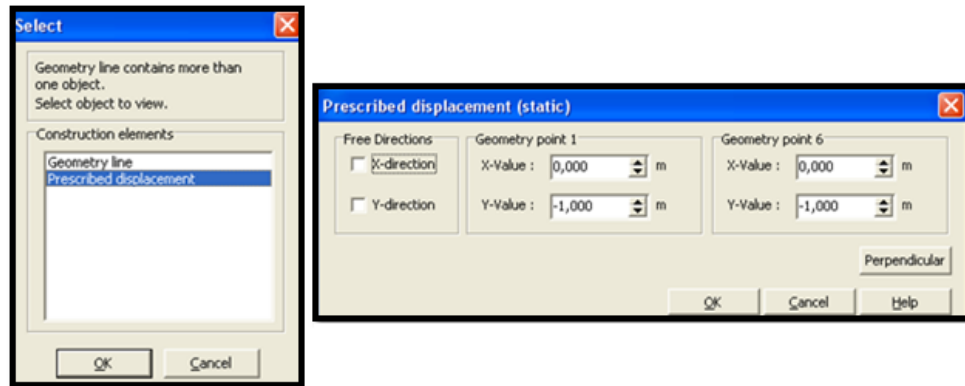 Select
Geometry line contains more than
one object.
Select object to view.
Construction elements
Geometry line
Prescribed displacement
OK Cancel
Prescribed displacement (static)
Free Directions Geometry point 1 Geometry point 6
X-direction X-Value : 0,000 m X-Value : 0,000 m
Y-direction Y-Value : -1,000 m Y-Value : -1,000 m
Perpendicular
OK Cancel Help